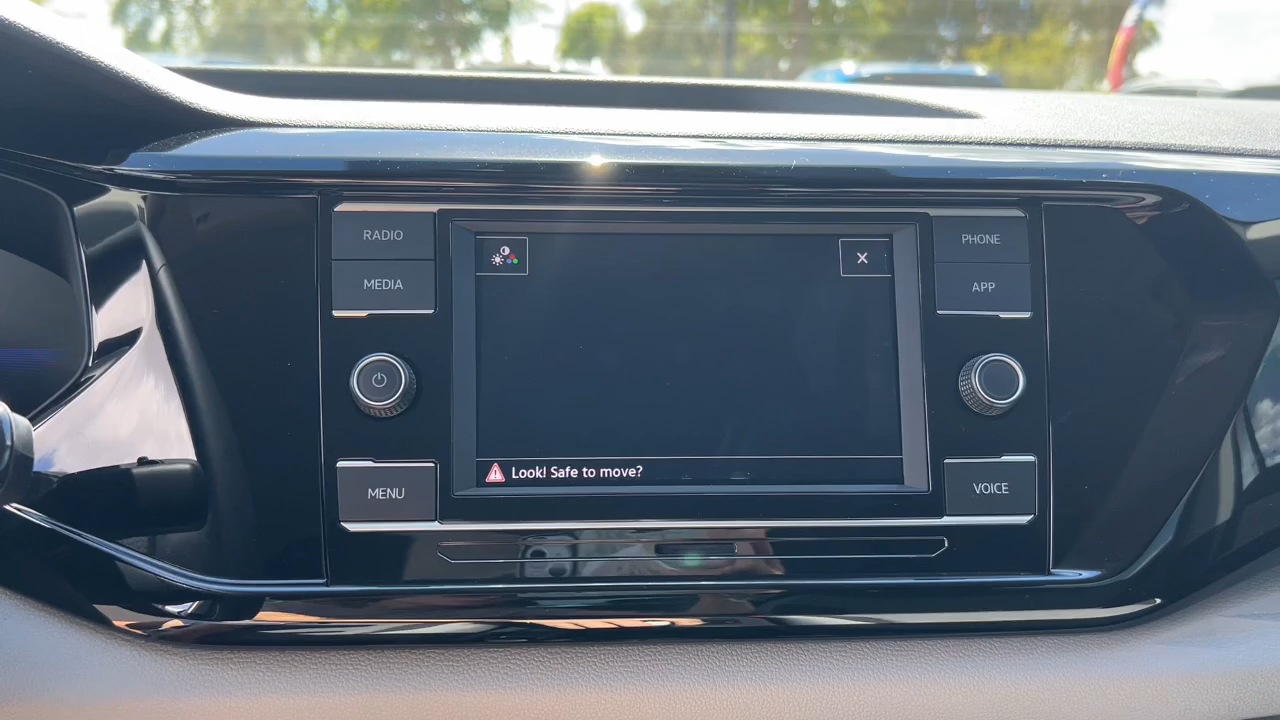 RADIO
MEDIA
PHONE
APP
×
Look! Safe to move?
MENU
VOICE